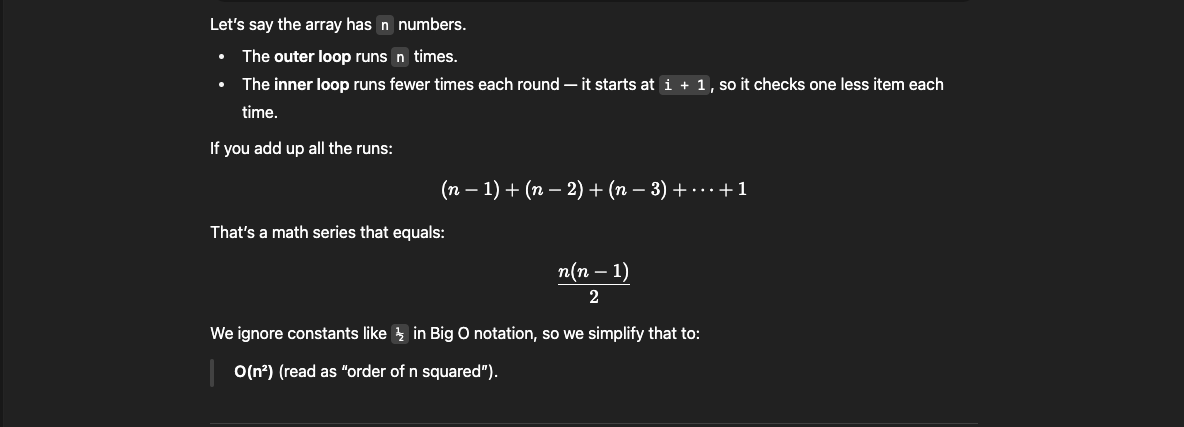 Let's say the array has n numbers.
• The outer loop runs n times.
• The inner loop runs fewer times each round — it starts at i + 1, so it checks one less item each
time.
If you add up all the runs:
(n − 1) + (n − 2) + (n − 3) + ⋯ + 1
That's a math series that equals:
n(n − 1)
2
We ignore constants like ½ in Big O notation, so we simplify that to:
O(n²) (read as “order of n squared”).